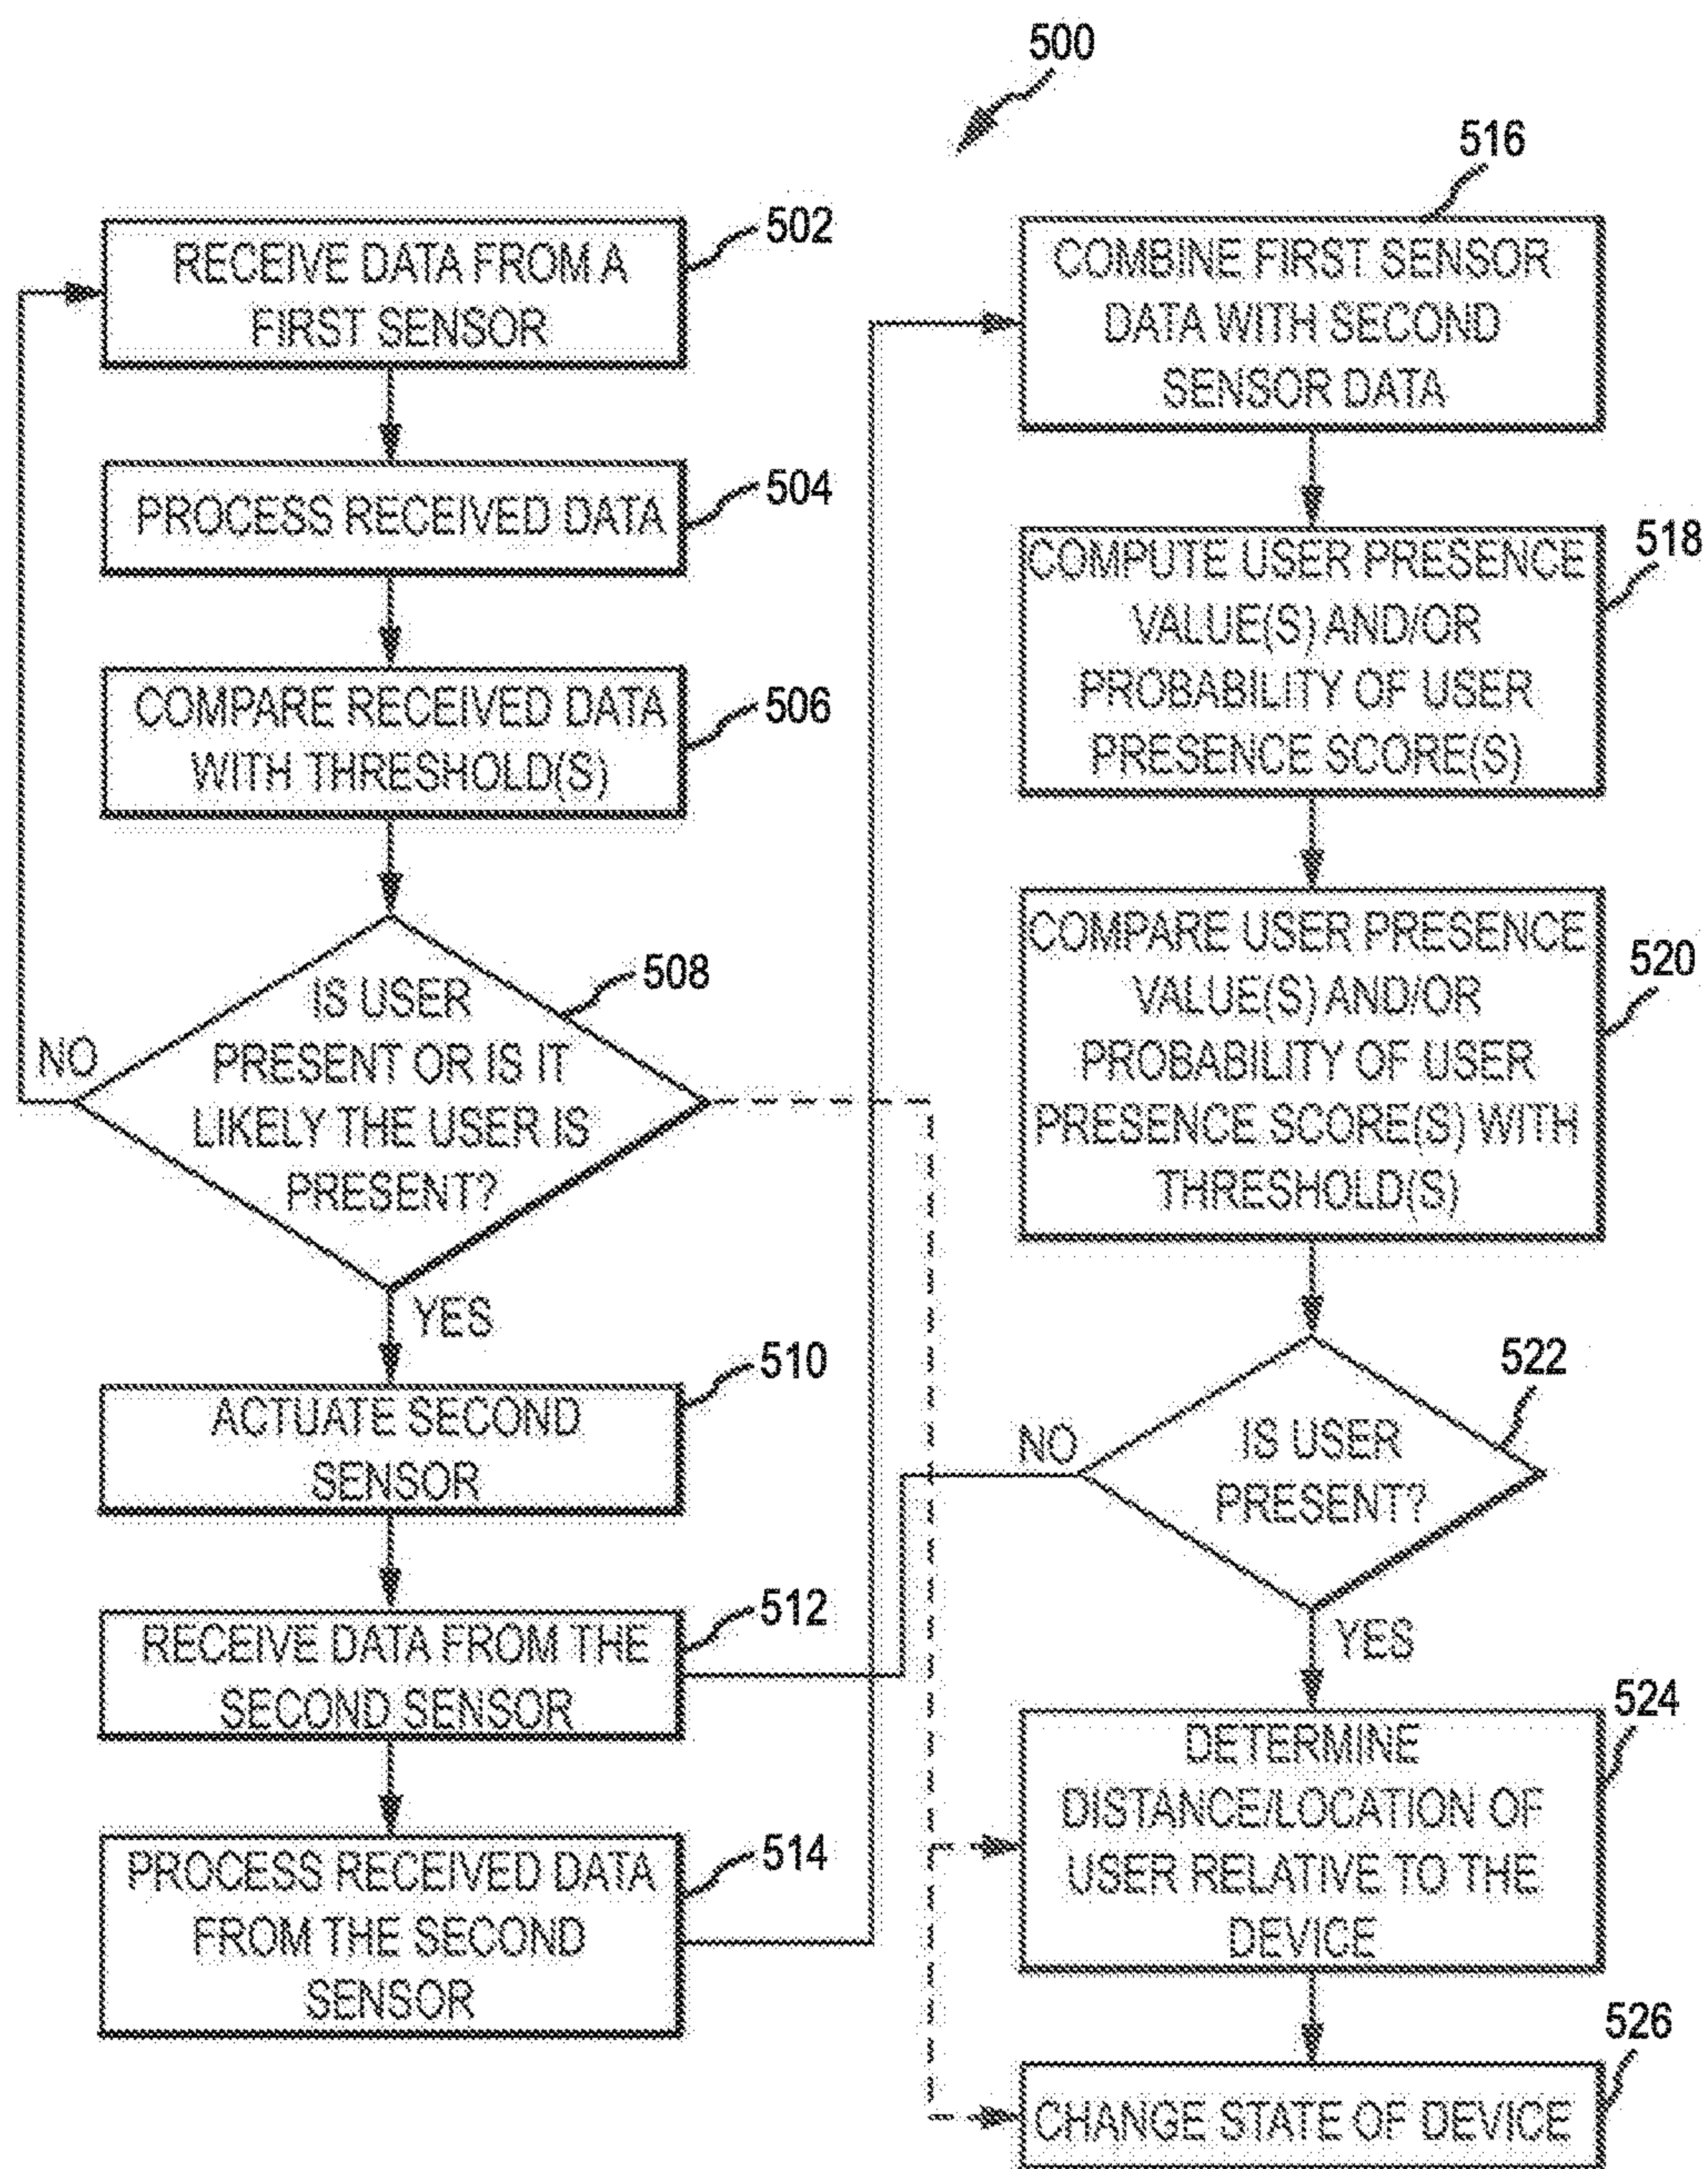 500
502
RECEIVE DATA FROM A
FIRST SENSOR
504
PROCESS RECEIVED DATA
506
COMPARE RECEIVED DATA
WITH THRESHOLD(S)
508
IS USER
PRESENT OR IS IT
LIKELY THE USER IS
PRESENT?
NO
YES
510
ACTUATE SECOND
SENSOR
512
RECEIVE DATA FROM THE
SECOND SENSOR
514
PROCESS RECEIVED DATA
FROM THE SECOND
SENSOR
516
COMBINE FIRST SENSOR
DATA WITH SECOND
SENSOR DATA
518
COMPUTE USER PRESENCE
VALUE(S) AND/OR
PROBABILITY OF USER
PRESENCE SCORE(S)
520
COMPARE USER PRESENCE
VALUE(S) AND/OR
PROBABILITY OF USER
PRESENCE SCORE(S) WITH
THRESHOLD(S)
522
IS USER
PRESENT?
NO
YES
524
DETERMINE
DISTANCE/LOCATION OF
USER RELATIVE TO THE
DEVICE
526
CHANGE STATE OF DEVICE